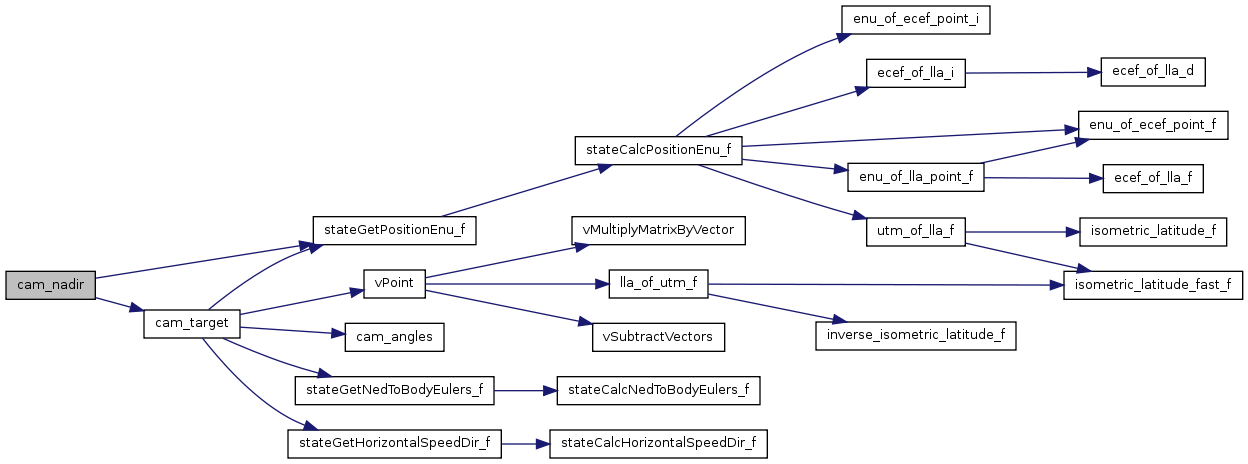 enu_of_ecef_point_i
ecef_of_lla_i
ecef_of_lla_d
enu_of_ecef_point_f
stateCalcPositionEnu_f
enu_of_lla_point_f
ecef_of_lla_f
stateGetPositionEnu_f
vMultiplyMatrixByVector
utm_of_lla_f
isometric_latitude_f
cam_nadir
vPoint
lla_of_utm_f
isometric_latitude_fast_f
cam_target
cam_angles
vSubtractVectors
inverse_isometric_latitude_f
stateGetNedToBodyEulers_f
stateCalcNedToBodyEulers_f
stateGetHorizontalSpeedDir_f
stateCalcHorizontalSpeedDir_f